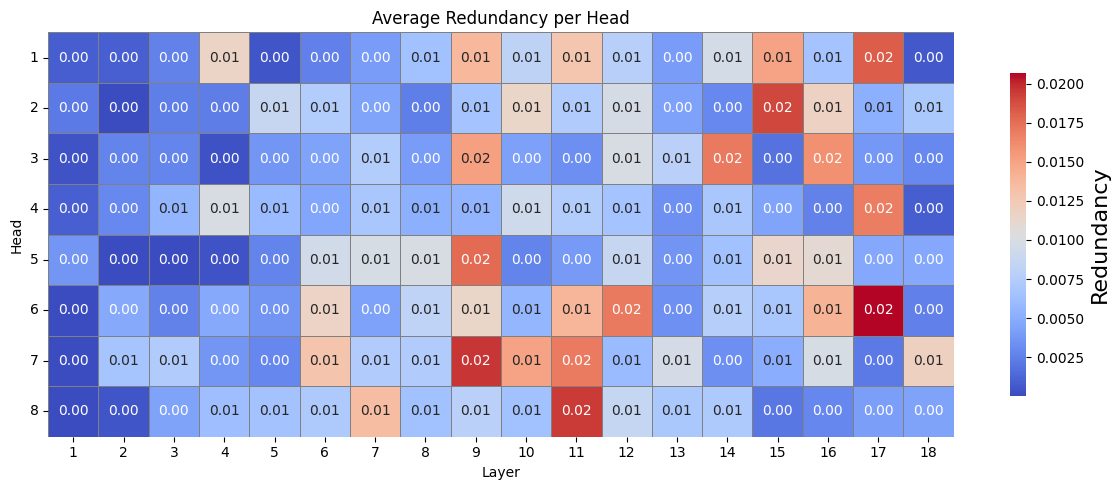 Average Redundancy per Head
1 0.00 0.00 0.00 0.01 0.00 0.00 0.00 0.01 0.01 0.01 0.01 0.01 0.00 0.01 0.01 0.01 0.02 0.00
2 0.00 0.00 0.00 0.00 0.01 0.01 0.00 0.00 0.01 0.01 0.01 0.01 0.00 0.00 0.02 0.01 0.01 0.01
3 0.00 0.00 0.00 0.00 0.00 0.00 0.01 0.00 0.02 0.00 0.00 0.01 0.01 0.02 0.00 0.02 0.00 0.00
4 0.00 0.00 0.01 0.01 0.01 0.00 0.01 0.01 0.01 0.01 0.01 0.01 0.00 0.01 0.00 0.00 0.02 0.00
5 0.00 0.00 0.00 0.00 0.00 0.01 0.01 0.01 0.02 0.00 0.00 0.01 0.00 0.01 0.01 0.01 0.00 0.00
6 0.00 0.00 0.00 0.00 0.00 0.01 0.00 0.01 0.01 0.01 0.01 0.02 0.00 0.01 0.01 0.01 0.02 0.00
7 0.00 0.01 0.01 0.00 0.00 0.01 0.01 0.01 0.02 0.01 0.02 0.01 0.01 0.00 0.01 0.01 0.00 0.01
8 0.00 0.00 0.00 0.01 0.01 0.01 0.01 0.01 0.01 0.01 0.02 0.01 0.01 0.01 0.00 0.00 0.00 0.00
Head
1 2 3 4 5 6 7 8 9 10 11 12 13 14 15 16 17 18
Layer
0.0200
0.0175
0.0150
0.0125
0.0100
0.0075
0.0050
0.0025
Redundancy